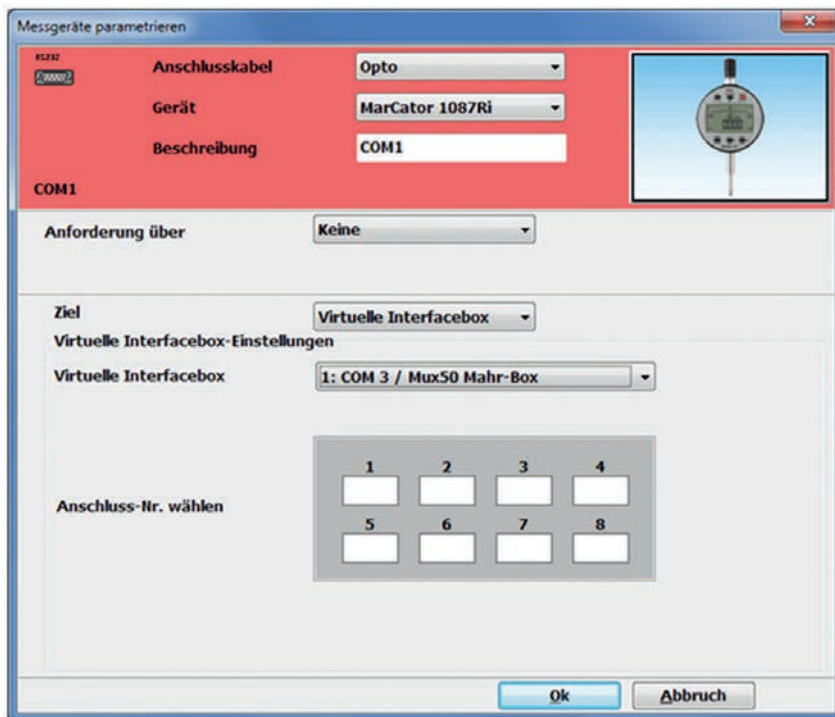 Messgeräte parametrieren
RS232
Anschlusskabel Opto
Gerät MarCator 1087Ri
Beschreibung COM1
COM1
Anforderung über Keine
Ziel Virtuelle Interfacebox
Virtuelle Interfacebox-Einstellungen
Virtuelle Interfacebox 1: COM 3 / Mux50 Mahr-Box
1 2 3 4
Anschluss-Nr. wählen
5 6 7 8
Ok Abbruch